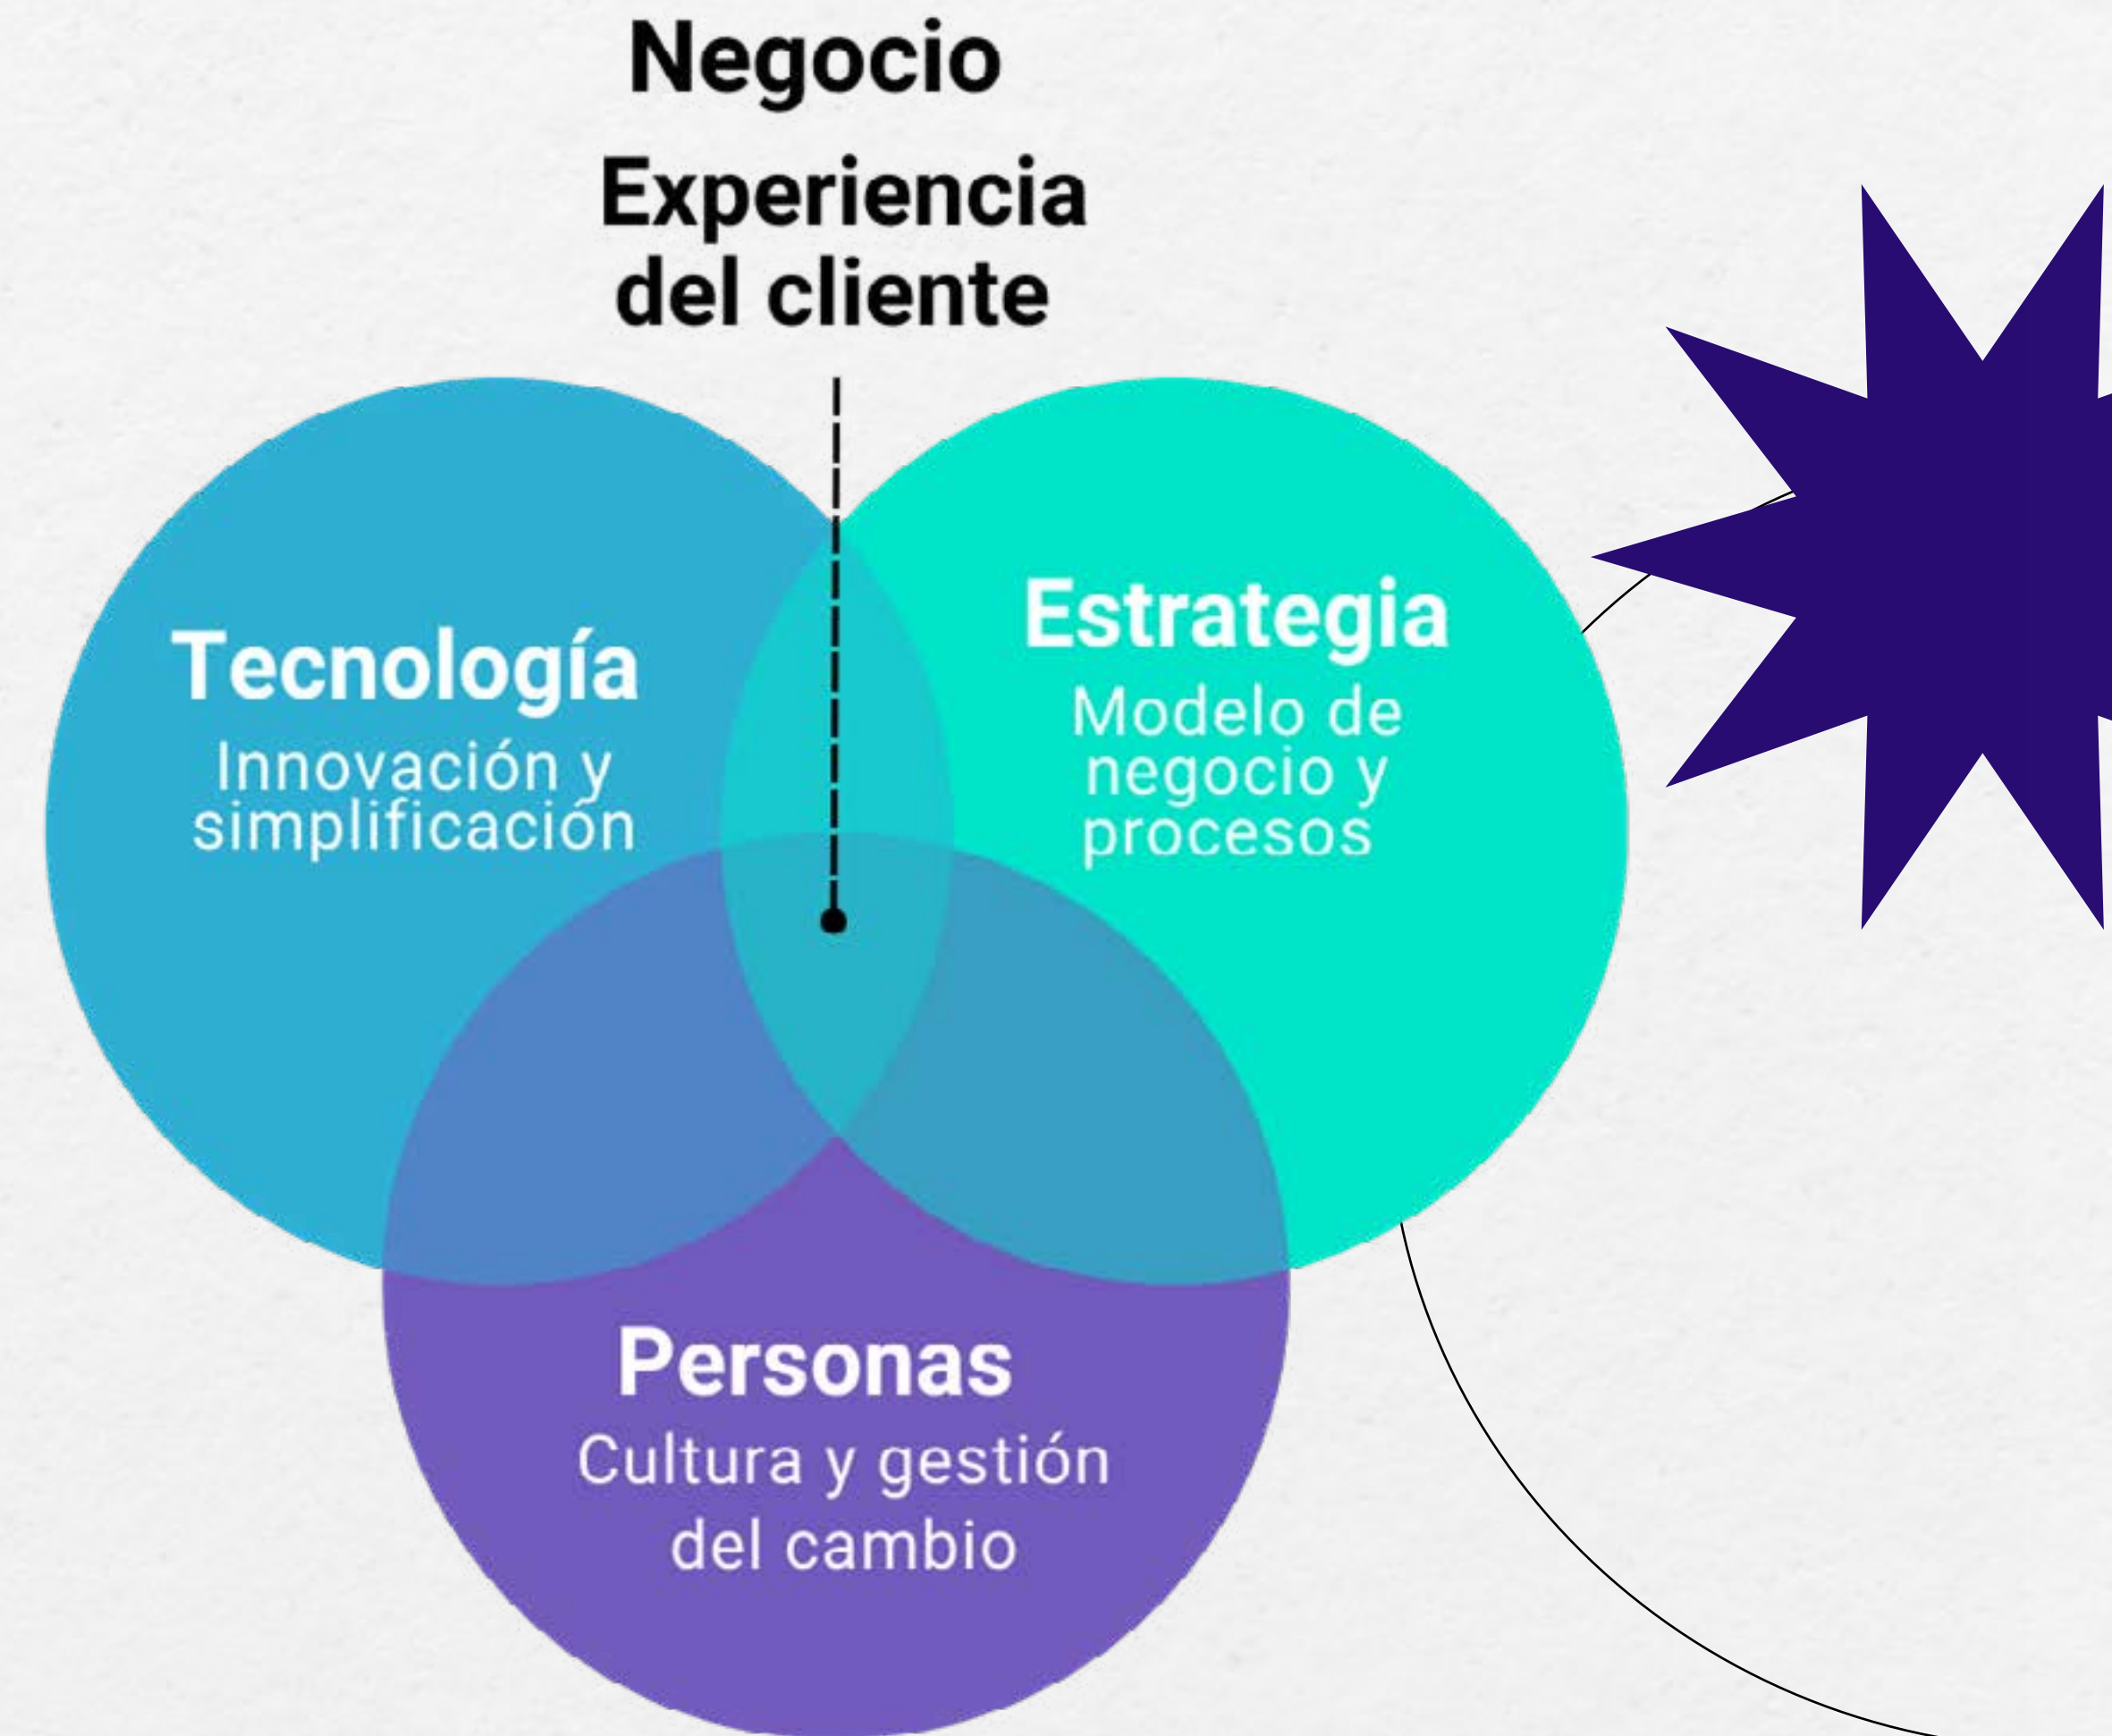 Negocio
Experiencia
del cliente
Tecnología
Innovación y
simplificación
Estrategia
Modelo de
negocio y
procesos
Personas
Cultura y gestión
del cambio